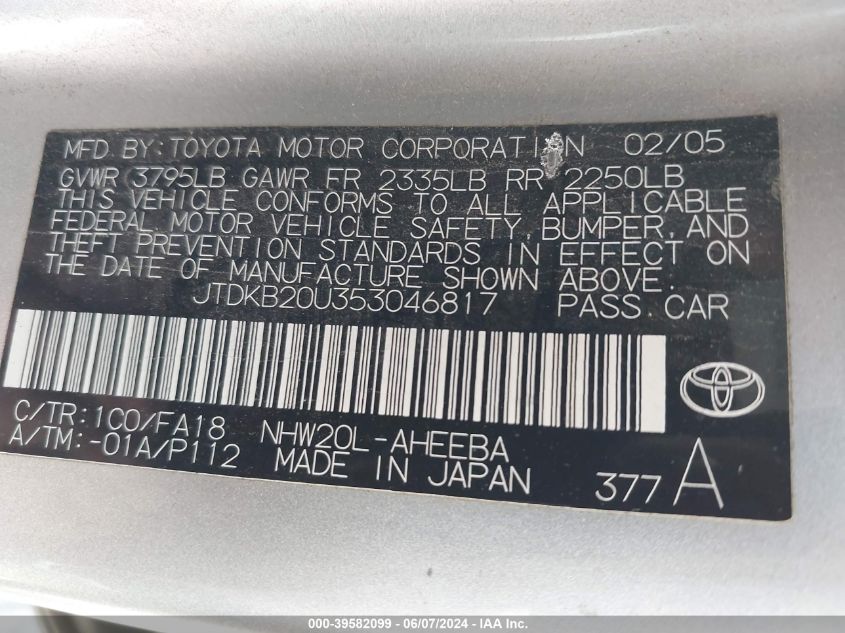 MFD BY: TOYOTA MOTOR CORPORATION 02/05
GVWR 3795LB GAWR FR 2335LB RR 2250LB
THIS VEHICLE CONFORMS TO ALL APPLICABLE
FEDERAL MOTOR VEHICLE SAFETY, BUMPER, AND
THEFT PREVENTION STANDARDS IN EFFECT ON
THE DATE OF MANUFACTURE SHOWN ABOVE.
JTDKB20U353046817 PASS. CAR
C/TR: 1C0/FA18 NHW20L-AHEEBA
A/TM: -01A/P112 MADE IN JAPAN
377 A
000-39582099 - 06/07/2024 - IAA Inc.